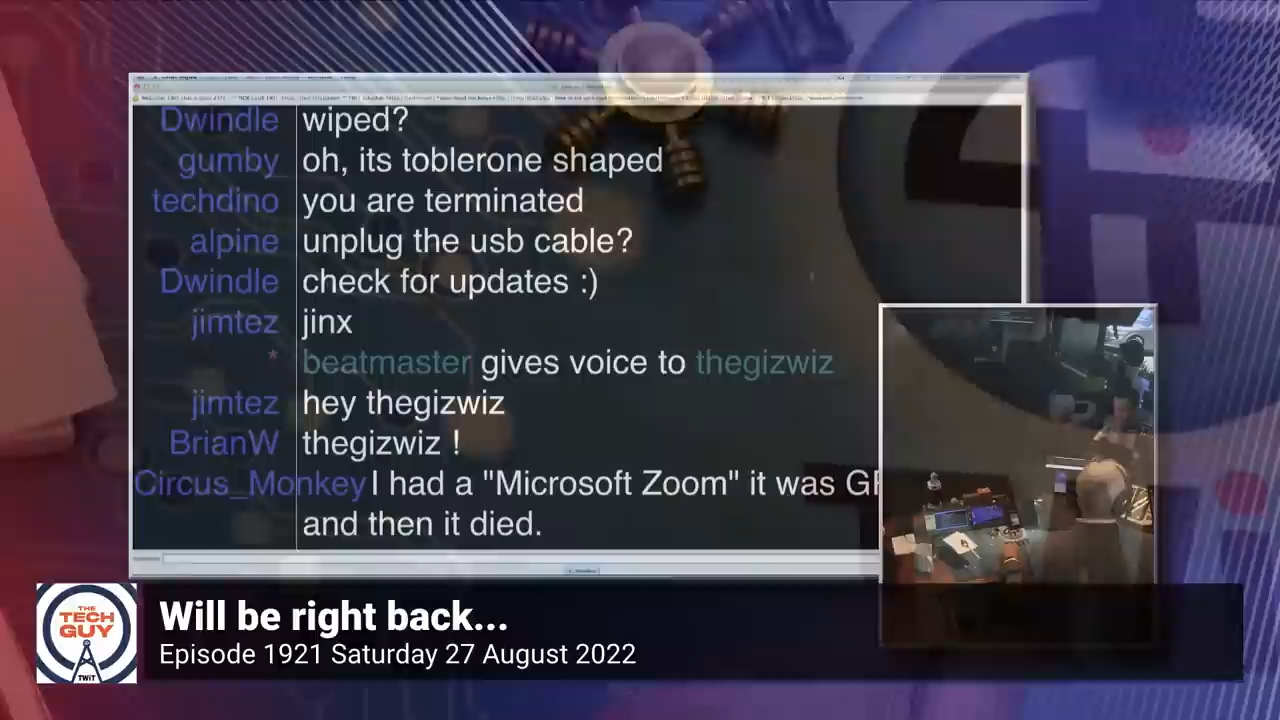 Dwindle wiped?
gumby_ oh, its toblerone shaped
techdino you are terminated
alpine unplug the usb cable?
Dwindle check for updates :)
jimtez jinx
* beatmaster gives voice to thegizwiz
jimtez hey thegizwiz
BrianW thegizwiz !
Circus_Monkey I had a "Microsoft Zoom" it was
and then it died.
THE
TECH
GUY
TWiT
Will be right back...
Episode 1921 Saturday 27 August 2022